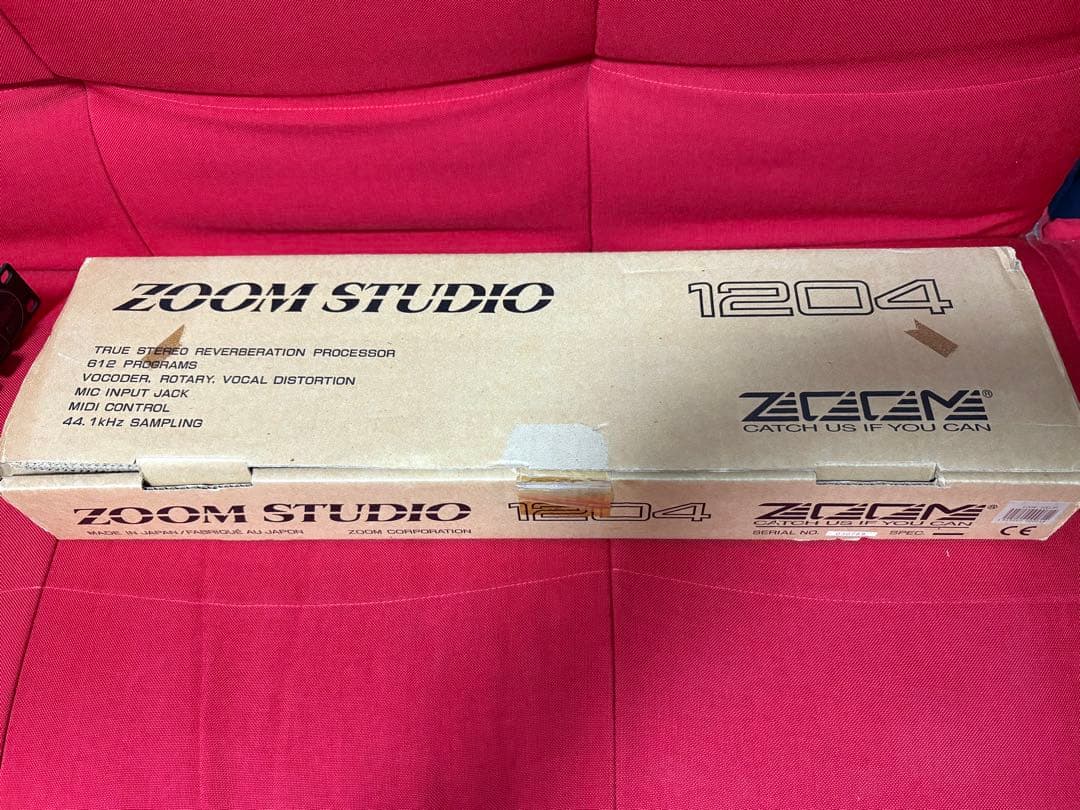 ZOOM STUDIO 1204
TRUE STEREO REVERBERATION PROCESSOR
612 PROGRAMS
VOCODER, ROTARY, VOCAL DISTORTION
MIC INPUT JACK
MIDI CONTROL
44.1kHz SAMPLING
ZOOM®
CATCH US IF YOU CAN
ZOOM STUDIO 1204
MADE IN JAPAN/FABRIQUÉ AU JAPON ZOOM CORPORATION
ZOOM®
CATCH US IF YOU CAN
SERIAL NO. SPEC. CE